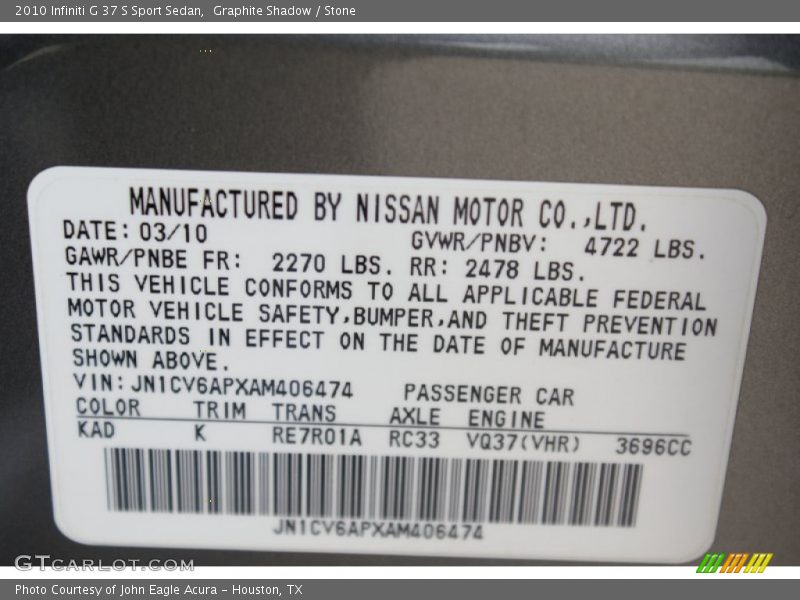 2010 Infiniti G 37 S Sport Sedan,  Graphite Shadow / Stone
MANUFACTURED BY NISSAN MOTOR CO.,LTD.
DATE: 03/10 GVWR/PNBV: 4722 LBS.
GAWR/PNBE FR: 2270 LBS. RR: 2478 LBS.
THIS VEHICLE CONFORMS TO ALL APPLICABLE FEDERAL
MOTOR VEHICLE SAFETY,BUMPER,AND THEFT PREVENTION
STANDARDS IN EFFECT ON THE DATE OF MANUFACTURE
SHOWN ABOVE.
VIN: JN1CV6APXAM406474 PASSENGER CAR
COLOR TRIM TRANS AXLE ENGINE
KAD K RE7R01A RC33 VQ37(VHR) 3696CC
JN1CV6APXAM406474
GTCARLOT.COM
Photo Courtesy of John Eagle Acura - Houston, TX